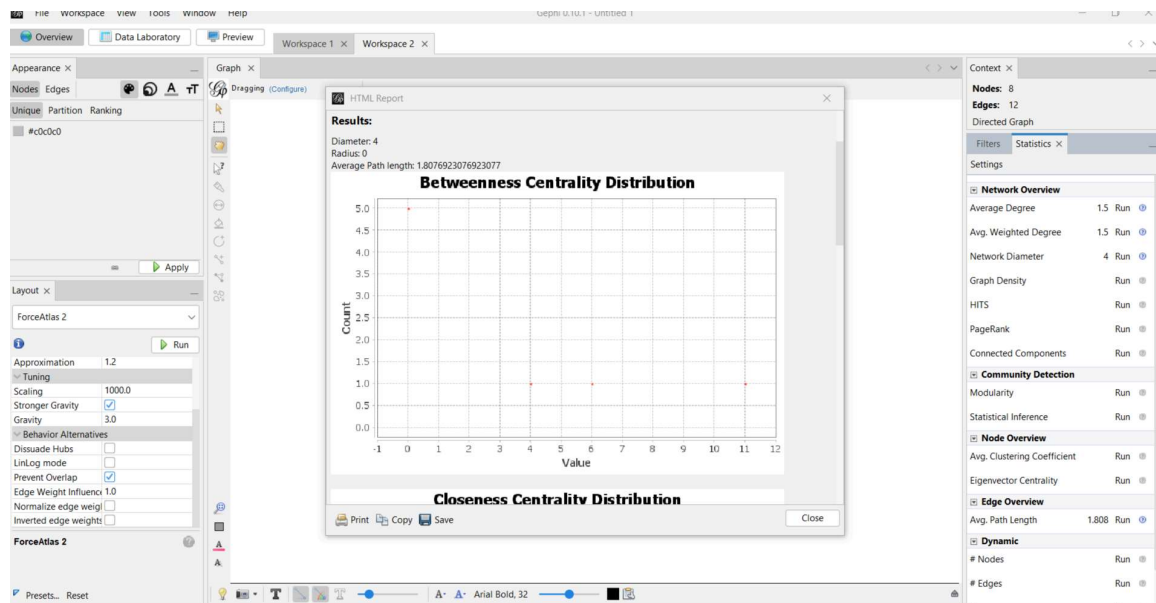 File Workspace View Tools Window Help
Gephi 0.10.1 - Untitled 1
Overview
Data Laboratory
Preview
Workspace 1 ×
Workspace 2 ×
Appearance ×
Nodes Edges
Unique Partition Ranking
#c0c0c0
Apply
Layout ×
ForceAtlas 2
Run
Approximation 1.2
Tuning
Scaling 1000.0
Stronger Gravity
Gravity 3.0
Behavior Alternatives
Dissuade Hubs
LinLog mode
Prevent Overlap
Edge Weight Influenc 1.0
Normalize edge weigl
Inverted edge weights
ForceAtlas 2
Presets... Reset
Graph ×
Dragging (Configure)
HTML Report
Results:
Diameter: 4
Radius: 0
Average Path length: 1.8076923076923077
Betweenness Centrality Distribution
5.0
4.5
4.0
3.5
3.0
2.5
2.0
1.5
1.0
0.5
0.0
Count
-1 0 1 2 3 4 5 6 7 8 9 10 11 12
Value
Closeness Centrality Distribution
Print Copy Save
Close
Arial Bold, 32
Context ×
Nodes: 8
Edges: 12
Directed Graph
Filters Statistics ×
Settings
Network Overview
Average Degree 1.5 Run
Avg. Weighted Degree 1.5 Run
Network Diameter 4 Run
Graph Density Run
HITS Run
PageRank Run
Connected Components Run
Community Detection
Modularity Run
Statistical Inference Run
Node Overview
Avg. Clustering Coefficient Run
Eigenvector Centrality Run
Edge Overview
Avg. Path Length 1.808 Run
Dynamic
# Nodes Run
# Edges Run